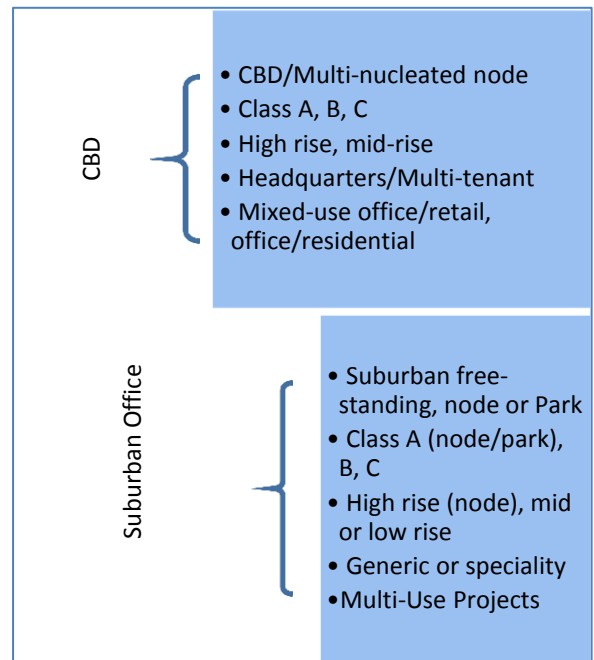 CBD
• CBD/Multi-nucleated node
• Class A, B, C
• High rise, mid-rise
• Headquarters/Multi-tenant
• Mixed-use office/retail,
office/residential
Suburban Office
• Suburban free-
standing, node or Park
• Class A (node/park),
B, C
• High rise (node), mid
or low rise
• Generic or speciality
•Multi-Use Projects